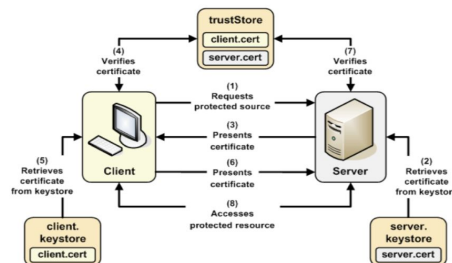 trustStore
client.cert
server.cert
(4)
Verifies
certificate
(7)
Verifies
certificate
(1)
Requests
protected source
(3)
Presents
certificate
(6)
Presents
certificate
(8)
Accesses
protected resource
Client
Server
(5)
Retrieves
certificate
from keystore
(2)
Retrieves
certificate
from keystor
client.
keystore
client.cert
server.
keystore
server.cert